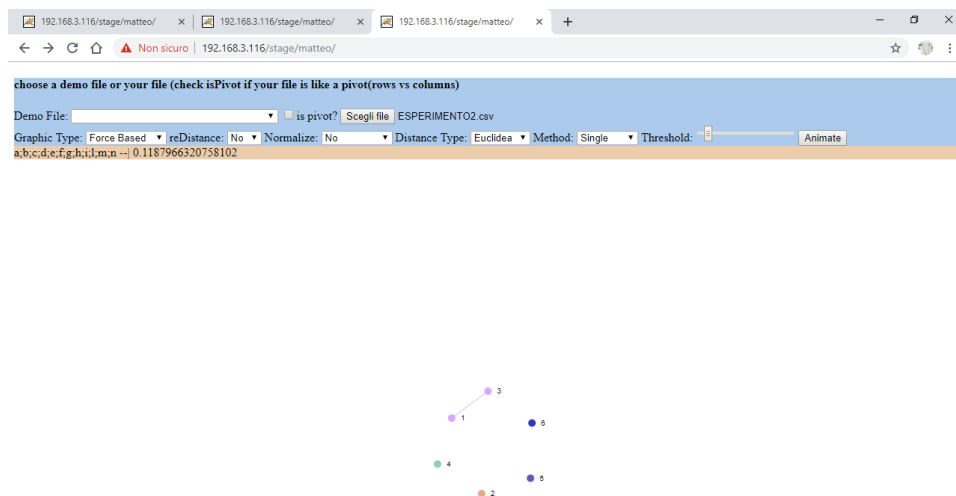 192.168.3.116/stage/matteo/ × 192.168.3.116/stage/matteo/ × 192.168.3.116/stage/matteo/ × +
Non sicuro | 192.168.3.116/stage/matteo/
choose a demo file or your file (check isPivot if your file is like a pivot(rows vs columns)
Demo File: is pivot? Scegli file ESPERIMENTO2.csv
Graphic Type: Force Based reDistance: No Normalize: No Distance Type: Euclidea Method: Single Threshold: Animate
a;b;c;d;e;f;g;h;i;l;m;n --| 0.1187966320758102
3
1
6
4
5
2